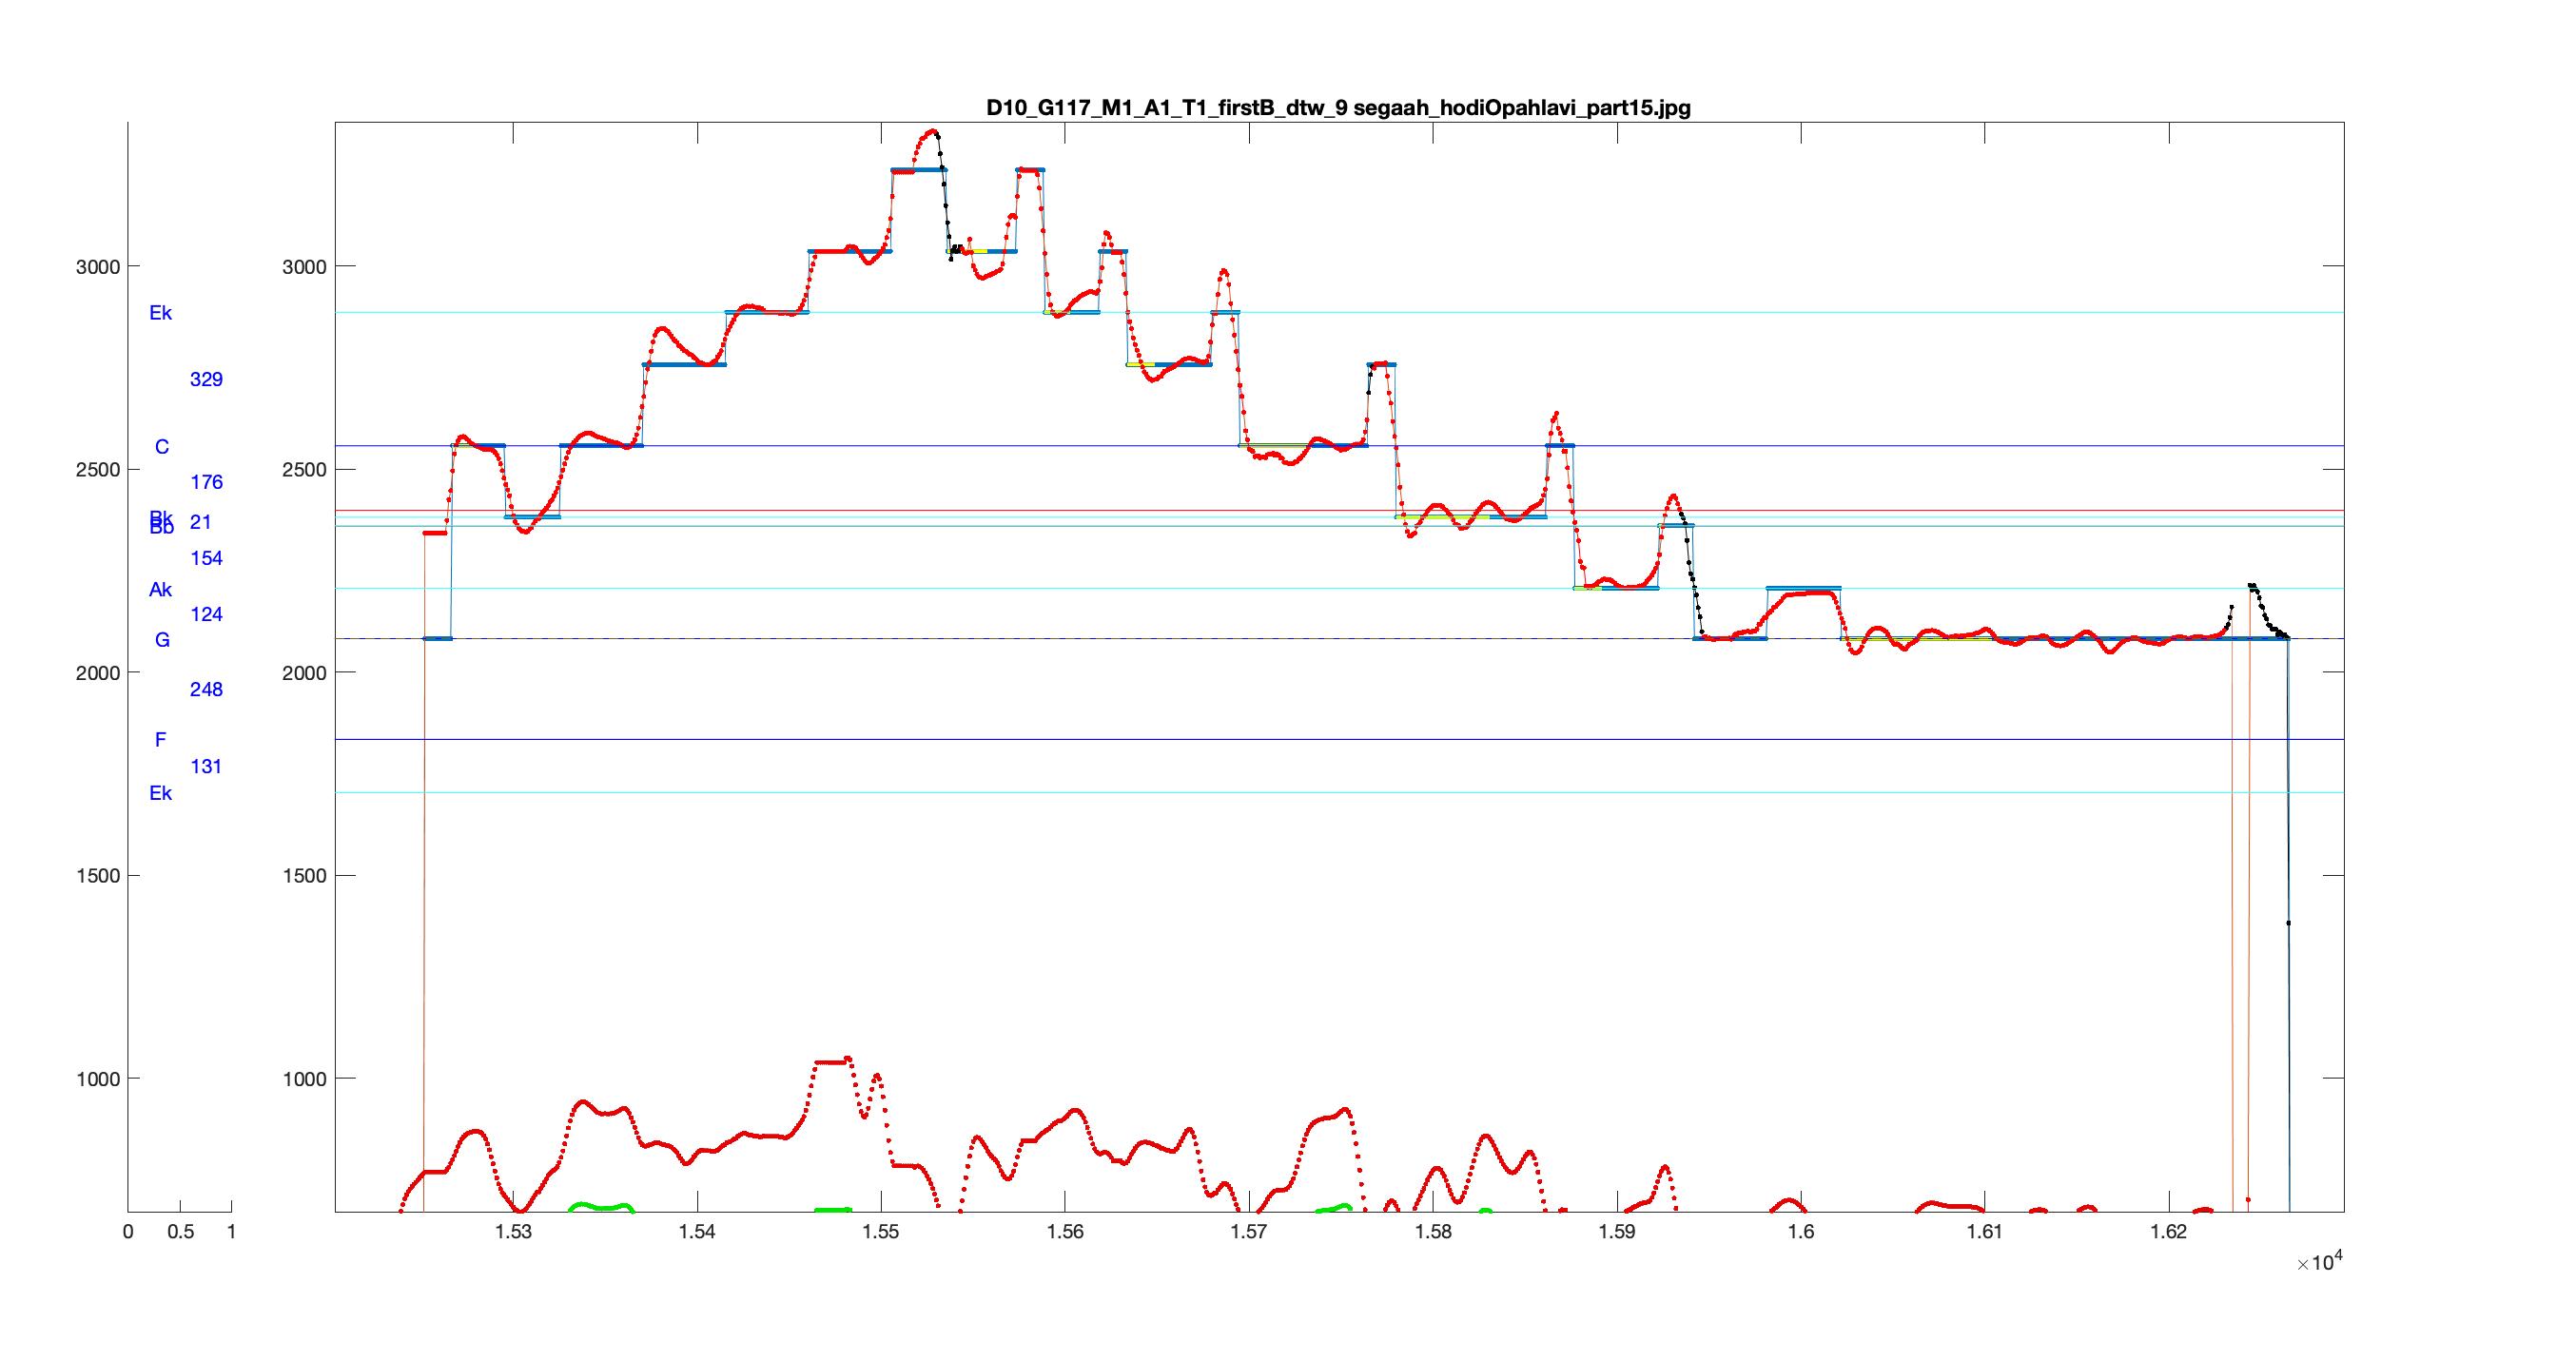 D10_G117_M1_A1_T1_firstB_dtw_9 segaah_hodiOpahlavi_part15.jpg
3000 3000
Ek
329
C
2500 2500
176
Bk
Bb 21
154
Ak
124
G
2000 2000
248
F
131
Ek
1500 1500
1000 1000
0 0.5 1 1.53 1.54 1.55 1.56 1.57 1.58 1.59 1.6 1.61 1.62
×10^4